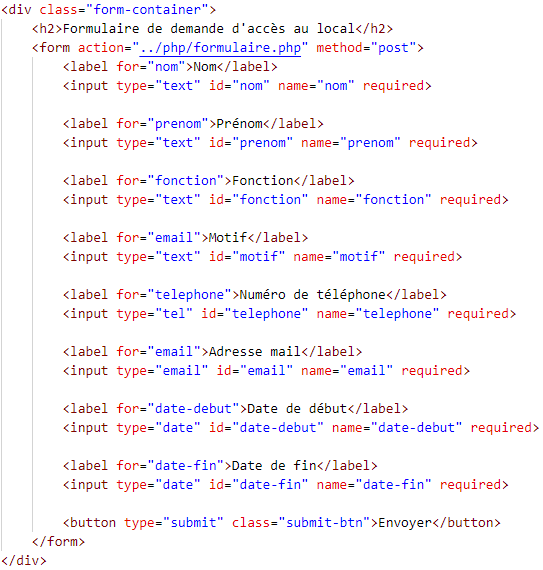 <div class="form-container">
<h2>Formulaire de demande d'accès au local</h2>
<form action="../php/formulaire.php" method="post">
<label for="nom">Nom</label>
<input type="text" id="nom" name="nom" required>
<label for="prenom">Prénom</label>
<input type="text" id="prenom" name="prenom" required>
<label for="fonction">Fonction</label>
<input type="text" id="fonction" name="fonction" required>
<label for="email">Motif</label>
<input type="text" id="motif" name="motif" required>
<label for="telephone">Numéro de téléphone</label>
<input type="tel" id="telephone" name="telephone" required>
<label for="email">Adresse mail</label>
<input type="email" id="email" name="email" required>
<label for="date-debut">Date de début</label>
<input type="date" id="date-debut" name="date-debut" required>
<label for="date-fin">Date de fin</label>
<input type="date" id="date-fin" name="date-fin" required>
<button type="submit" class="submit-btn">Envoyer</button>
</form>
</div>